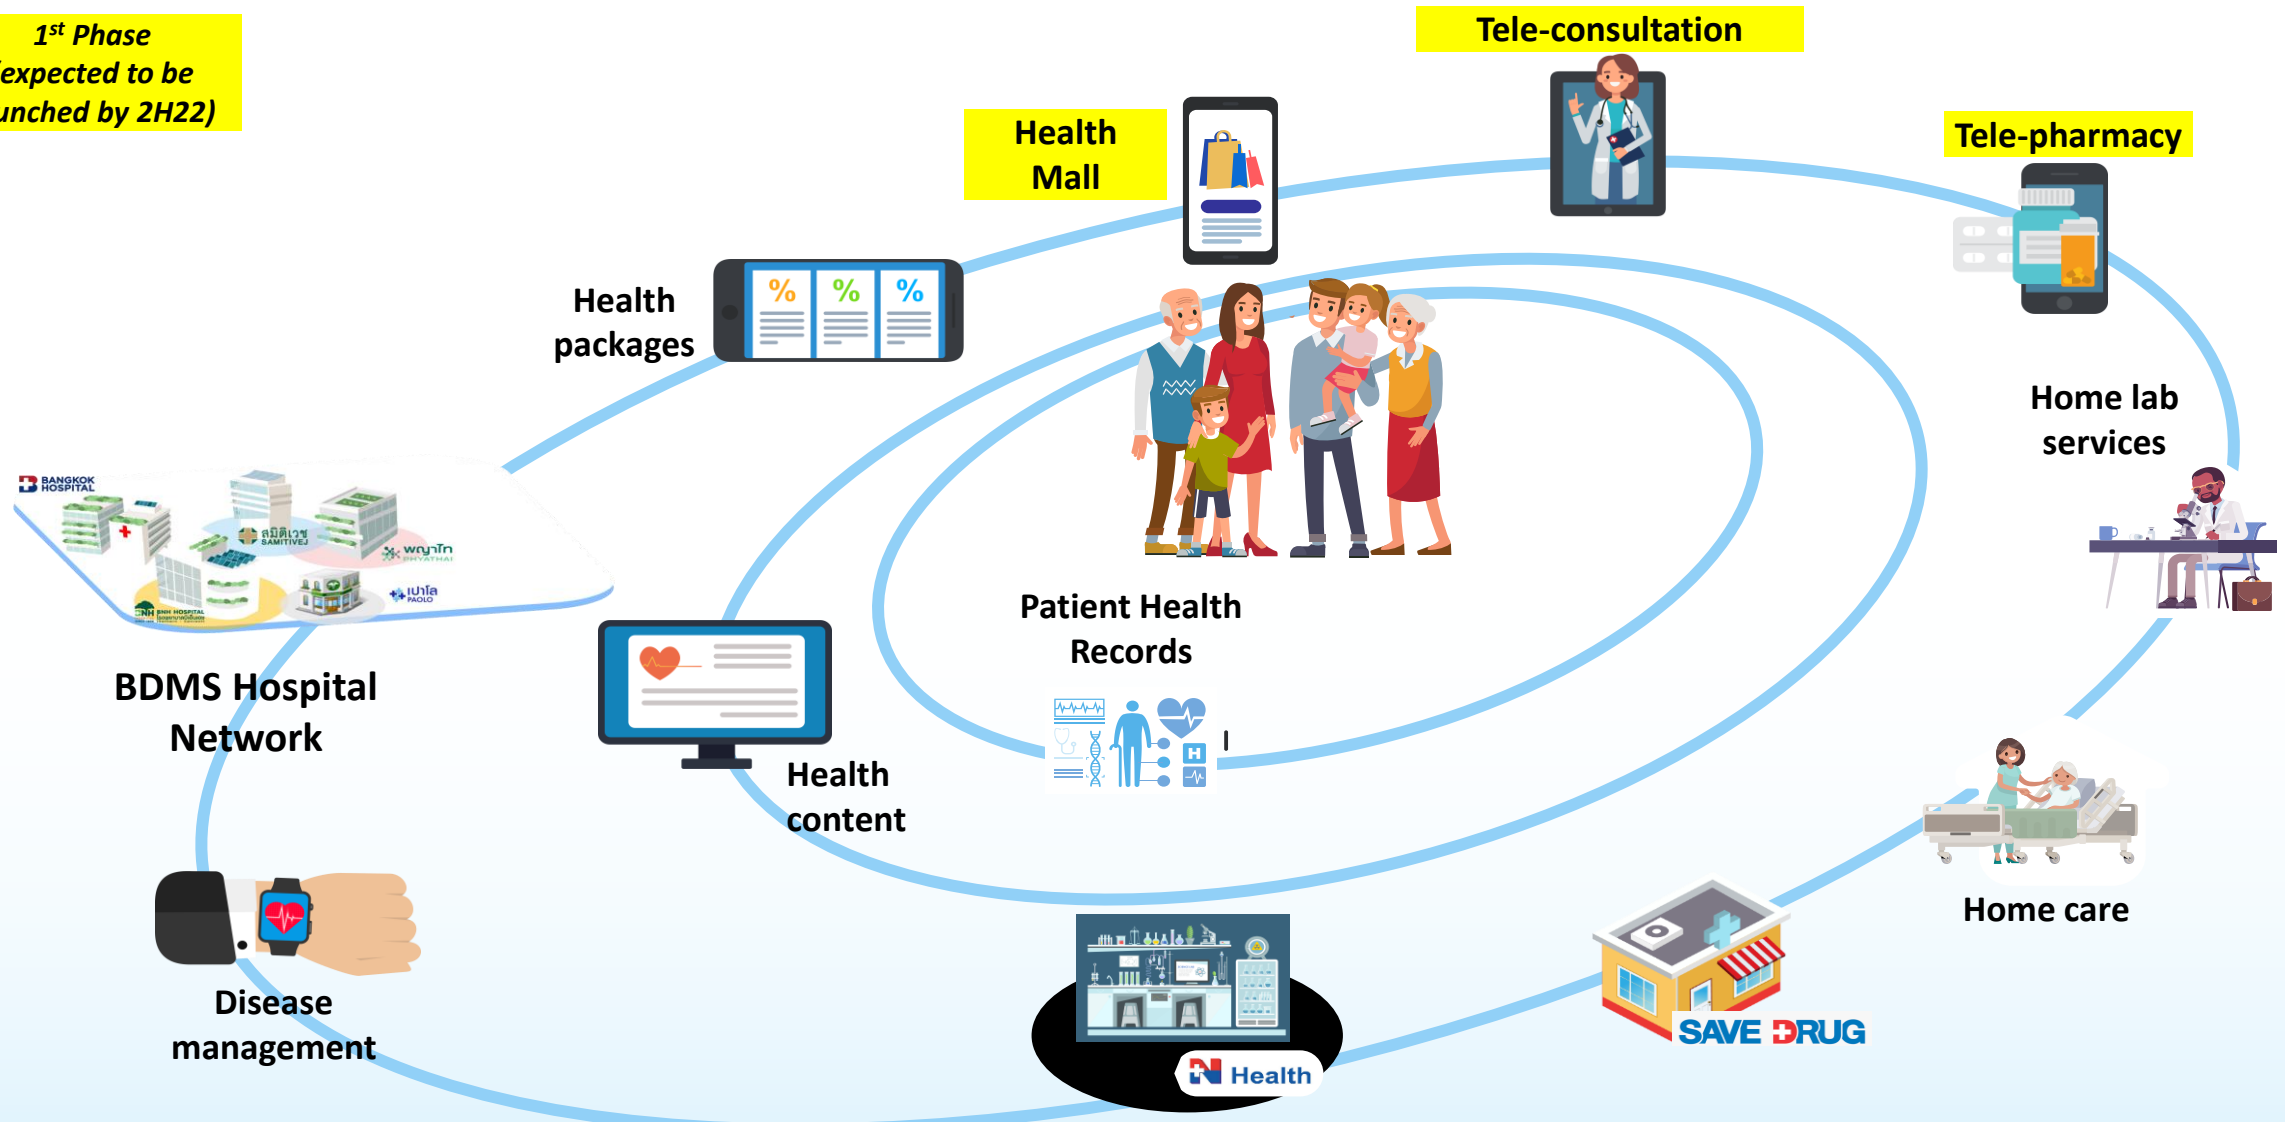 1st Phase
expected to be
unched by 2H22)
Tele-consultation
Health
Mall
Tele-pharmacy
Health
packages
% % %
Home lab
services
BANGKOK
HOSPITAL
สมิติเวช
SAMITIVEJ
พญาไท
PHYATHAI
เปาโล
PAOLO
BNH HOSPITAL
Patient Health
Records
H
BDMS Hospital
Network
Health
content
Home care
Disease
management
SAVE DRUG
N Health